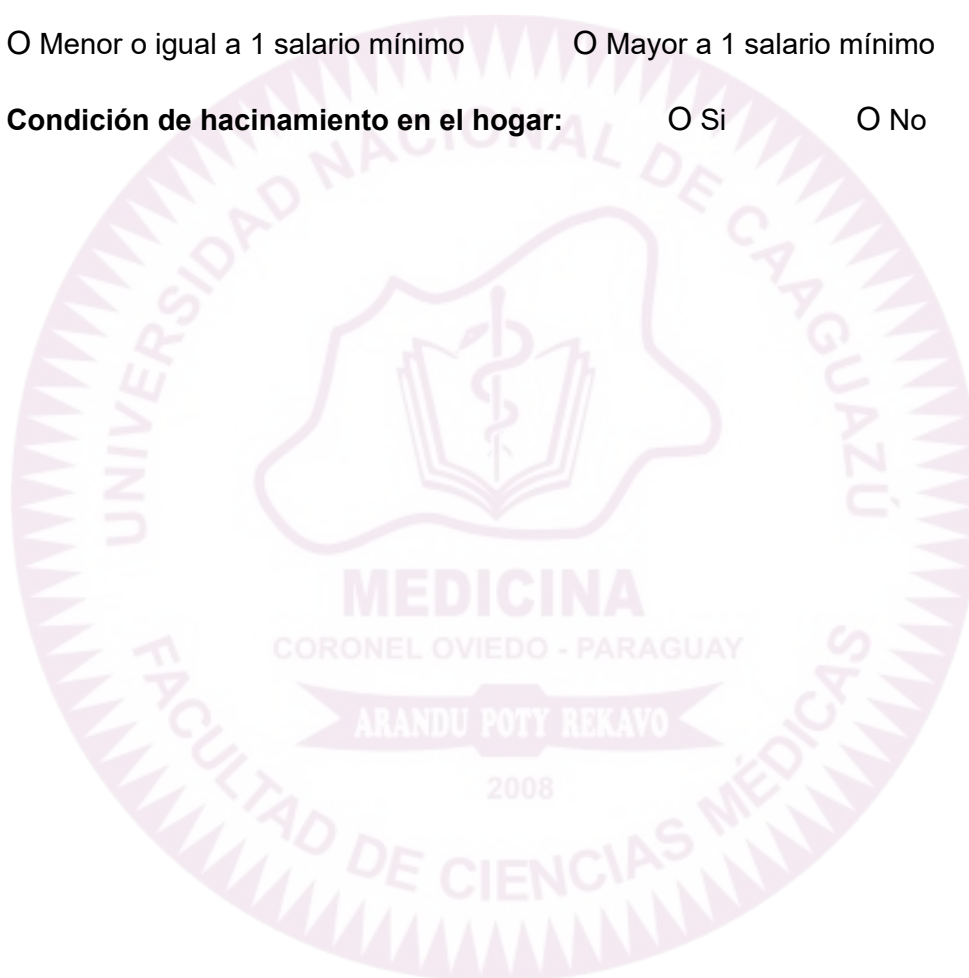 O Menor o igual a 1 salario mínimo O Mayor a 1 salario mínimo
Condición de hacinamiento en el hogar: O Si O No
UNIVERSIDAD NACIONAL DE CAAGUAZÚ
MEDICINA
CORONEL OVIEDO - PARAGUAY
ARANDU POTY REKAVO
2008
FACULTAD DE CIENCIAS MÉDICAS